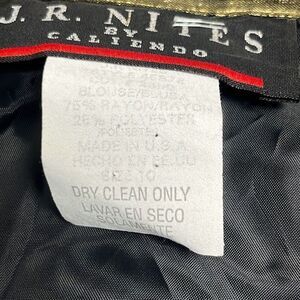 J.R. NITES
BY
CALIENDO
BLOUSE/
75% RAYON/RAYON
25% POLYESTER
POLIESTER
MADE IN U.S.A.
HECHO EN EE.UU
SIZE 10
DRY CLEAN ONLY
LAVAR EN SECO
SOLAMENTE